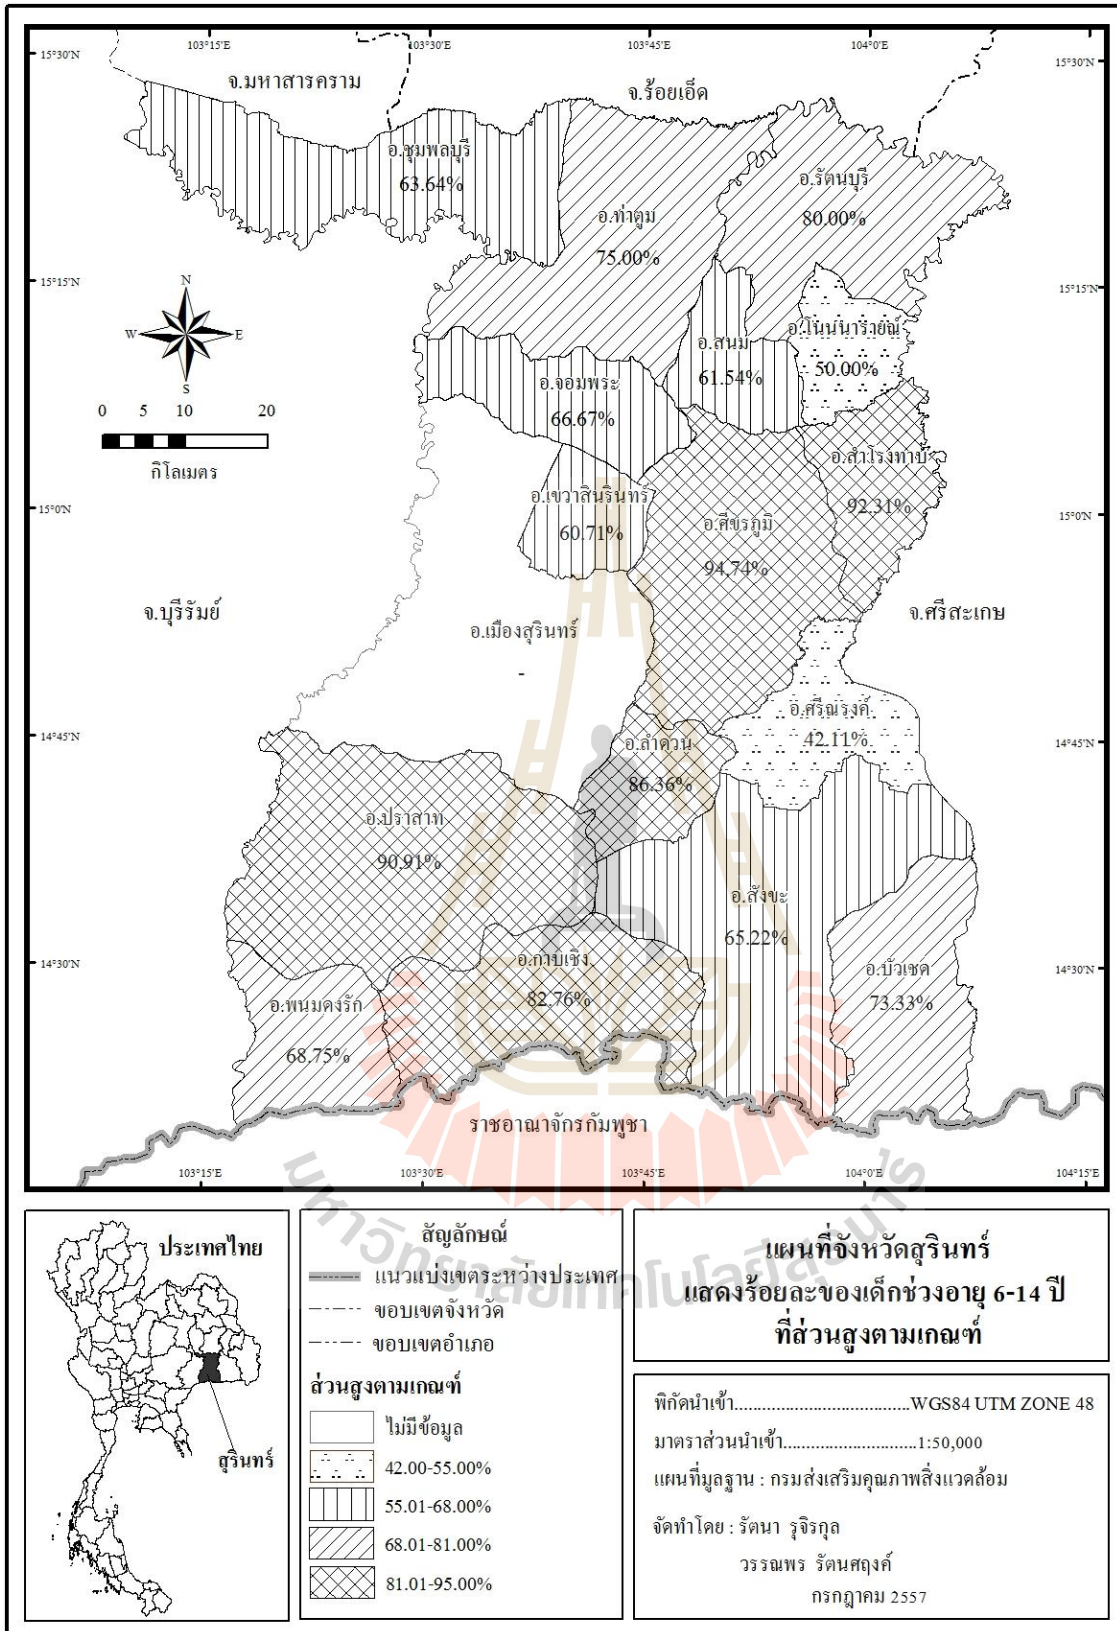 103°15'E 103°30'E 103°45'E 104°0'E
15°30'N 15°30'N
จ.มหาสารคราม
จ.ร้อยเอ็ด
อ.ชุมพลบุรี
63.64%
อ.รัตนบุรี
80.00%
อ.ท่าตูม
75.00%
15°15'N 15°15'N
N
W E
S
อ.สนม
61.54%
อ.โนนนารายณ์
50.00%
อ.จอมพระ
66.67%
0 5 10 20
กิโลเมตร
อ.สำโรงทาบ
92.31%
อ.เขวาสินรินทร์
60.71%
15°0'N 15°0'N
อ.ศีขรภูมิ
94.74%
จ.บุรีรัมย์
จ.ศรีสะเกษ
อ.เมืองสุรินทร์
-
อ.ศรีณรงค์
42.11%
14°45'N 14°45'N
อ.ลำดวน
86.36%
อ.ปราสาท
90.91%
อ.สังขะ
65.22%
14°30'N 14°30'N
อ.กาบเชิง
82.76%
อ.บัวเชด
73.33%
อ.พนมดงรัก
68.75%
ราชอาณาจักรกัมพูชา
103°15'E 103°30'E 103°45'E 104°0'E 104°15'E
มหาวิทยาลัยเทคโนโลยีสุรนารี
ประเทศไทย
สุรินทร์
สัญลักษณ์
แนวแบ่งเขตระหว่างประเทศ
ขอบเขตจังหวัด
ขอบเขตอำเภอ
ส่วนสูงตามเกณฑ์
ไม่มีข้อมูล
42.00-55.00%
55.01-68.00%
68.01-81.00%
81.01-95.00%
แผนที่จังหวัดสุรินทร์
แสดงร้อยละของเด็กช่วงอายุ 6-14 ปี
ที่ส่วนสูงตามเกณฑ์
พิกัดนำเข้า....................................WGS84 UTM ZONE 48
มาตราส่วนนำเข้า............................1:50,000
แผนที่มูลฐาน : กรมส่งเสริมคุณภาพสิ่งแวดล้อม
จัดทำโดย : รัตนา รุจิรกุล
วรรณพร รัตนศฤงค์
กรกฎาคม 2557